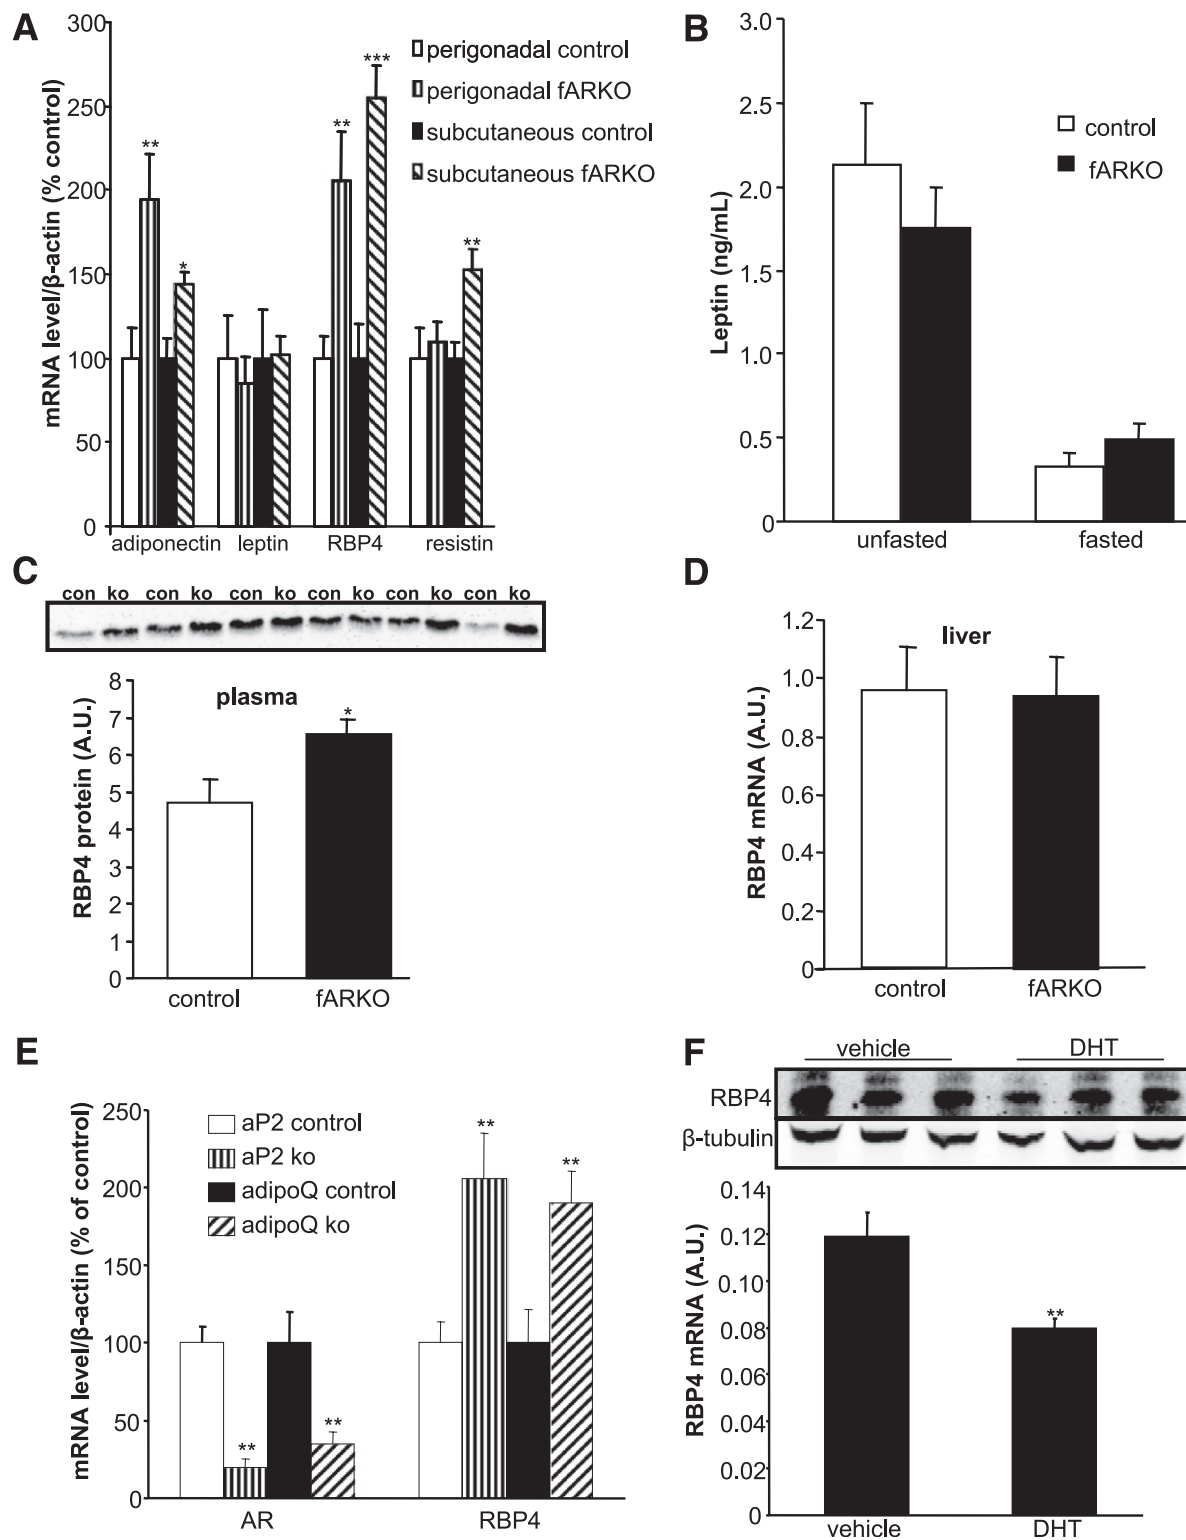 A
mRNA level/β-actin (% control)
300
250
200
150
100
50
0
perigonadal control
perigonadal fARKO
subcutaneous control
subcutaneous fARKO
**
*
**
***
**
adiponectin leptin RBP4 resistin
B
Leptin (ng/mL)
3.0
2.5
2.0
1.5
1.0
0.5
0
control
fARKO
unfasted fasted
C
con ko con ko con ko con ko con ko con ko
plasma
RBP4 protein (A.U.)
8
7
6
5
4
3
2
1
0
*
control fARKO
D
liver
RBP4 mRNA (A.U.)
1.2
1.0
0.8
0.6
0.4
0.2
0
control fARKO
E
mRNA level/β-actin (% of control)
250
200
150
100
50
0
aP2 control
aP2 ko
adipoQ control
adipoQ ko
**
**
**
**
AR RBP4
F
vehicle DHT
RBP4
β-tubulin
RBP4 mRNA (A.U.)
0.14
0.12
0.10
0.08
0.06
0.04
0.02
0
**
vehicle DHT